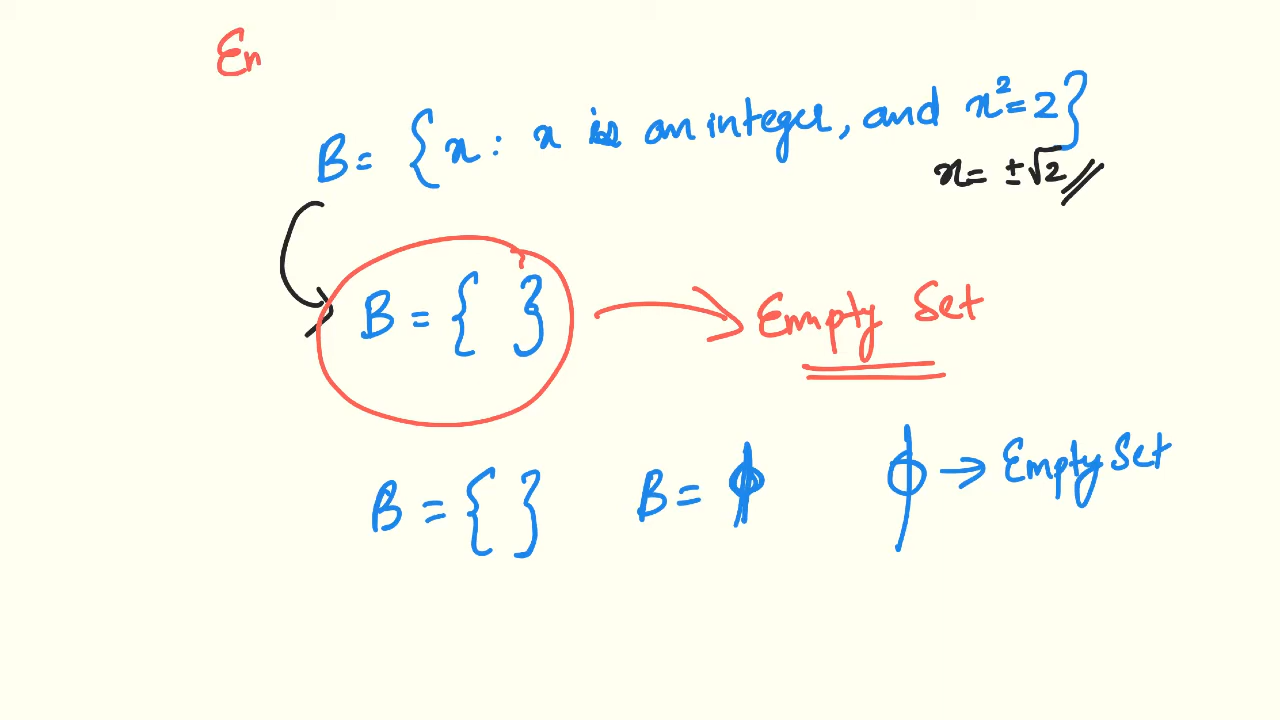 En
B = {x : x is an integer, and x² = 2}
x = ±√2
B = { } → Empty Set
B = { } B = ϕ ϕ → Empty Set